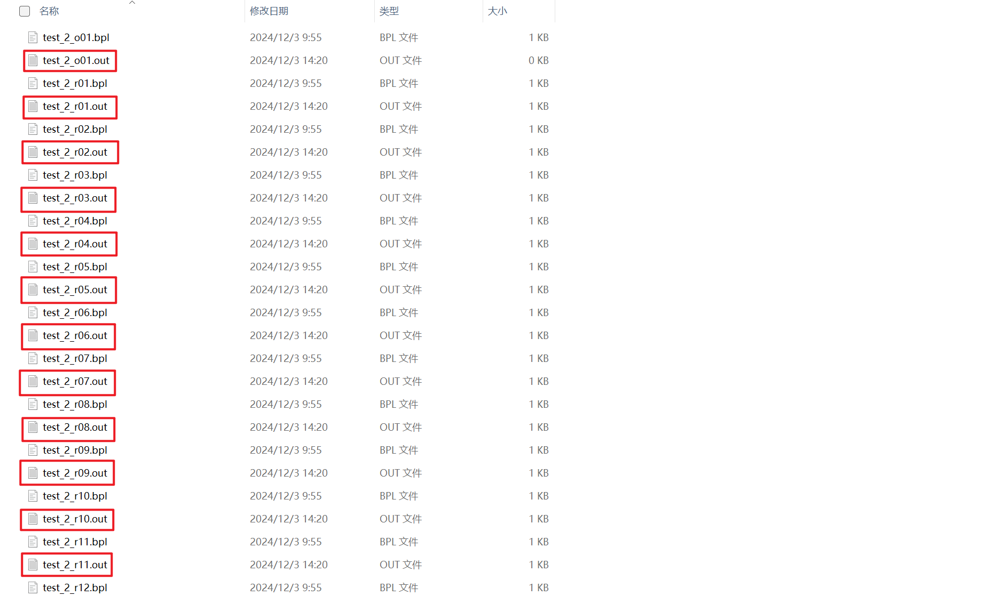 名称 修改日期 类型 大小
test_2_o01.bpl 2024/12/3 9:55 BPL 文件 1 KB
test_2_o01.out 2024/12/3 14:20 OUT 文件 0 KB
test_2_r01.bpl 2024/12/3 9:55 BPL 文件 1 KB
test_2_r01.out 2024/12/3 14:20 OUT 文件 1 KB
test_2_r02.bpl 2024/12/3 9:55 BPL 文件 1 KB
test_2_r02.out 2024/12/3 14:20 OUT 文件 1 KB
test_2_r03.bpl 2024/12/3 9:55 BPL 文件 1 KB
test_2_r03.out 2024/12/3 14:20 OUT 文件 1 KB
test_2_r04.bpl 2024/12/3 9:55 BPL 文件 1 KB
test_2_r04.out 2024/12/3 14:20 OUT 文件 1 KB
test_2_r05.bpl 2024/12/3 9:55 BPL 文件 1 KB
test_2_r05.out 2024/12/3 14:20 OUT 文件 1 KB
test_2_r06.bpl 2024/12/3 9:55 BPL 文件 1 KB
test_2_r06.out 2024/12/3 14:20 OUT 文件 1 KB
test_2_r07.bpl 2024/12/3 9:55 BPL 文件 1 KB
test_2_r07.out 2024/12/3 14:20 OUT 文件 1 KB
test_2_r08.bpl 2024/12/3 9:55 BPL 文件 1 KB
test_2_r08.out 2024/12/3 14:20 OUT 文件 1 KB
test_2_r09.bpl 2024/12/3 9:55 BPL 文件 1 KB
test_2_r09.out 2024/12/3 14:20 OUT 文件 1 KB
test_2_r10.bpl 2024/12/3 9:55 BPL 文件 1 KB
test_2_r10.out 2024/12/3 14:20 OUT 文件 1 KB
test_2_r11.bpl 2024/12/3 9:55 BPL 文件 1 KB
test_2_r11.out 2024/12/3 14:20 OUT 文件 1 KB
test_2_r12.bpl 2024/12/3 9:55 BPL 文件 1 KB